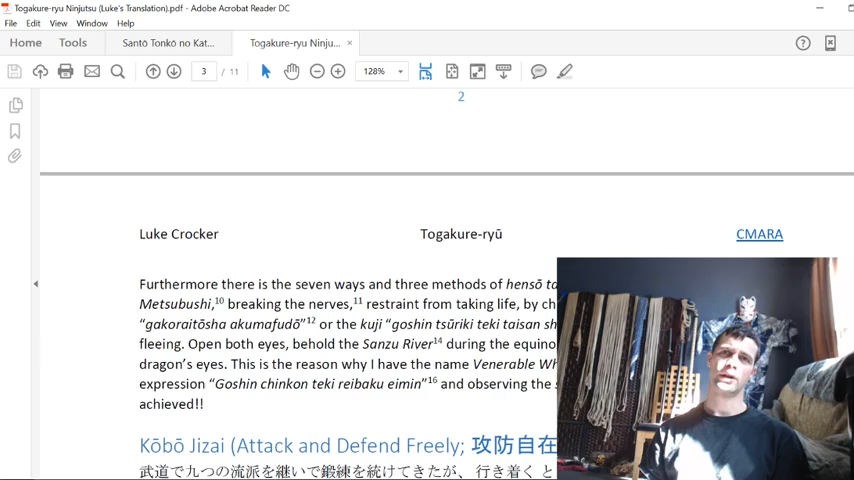 Togakure-ryu Ninjutsu (Luke's Translation).pdf - Adobe Acrobat Reader DC
File Edit View Window Help
Home Tools Santō Tonkō no Kat... Togakure-ryu Ninju... ×
3 / 11 128%
2
Luke Crocker Togakure-ryū CMARA
Furthermore there is the seven ways and three methods of hensō ta
Metsubushi,10 breaking the nerves,11 restraint from taking life, by ch
"gakoraitōsha akumafudō"12 or the kuji "goshin tsūriki teki taisan sh
fleeing. Open both eyes, behold the Sanzu River14 during the equino
dragon's eyes. This is the reason why I have the name Venerable Wh
expression "Goshin chinkon teki reibaku eimin"16 and observing the s
achieved!!
Kōbō Jizai (Attack and Defend Freely; 攻防自在
武道で九つの流派を継いで鍛練を続けてきたが、行き着くと